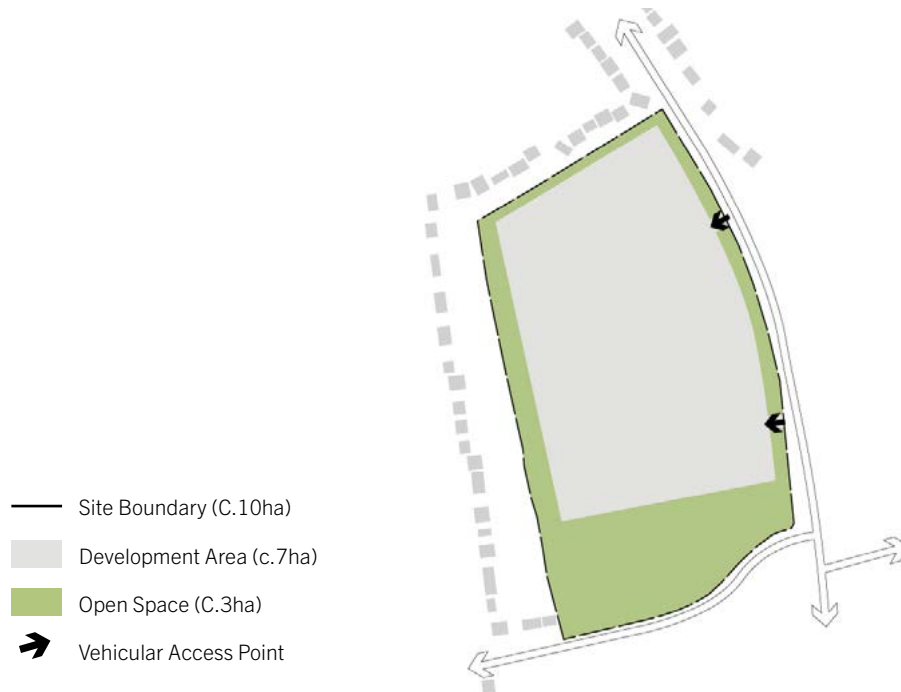 Site Boundary (C.10ha)
Development Area (c.7ha)
Open Space (C.3ha)
Vehicular Access Point